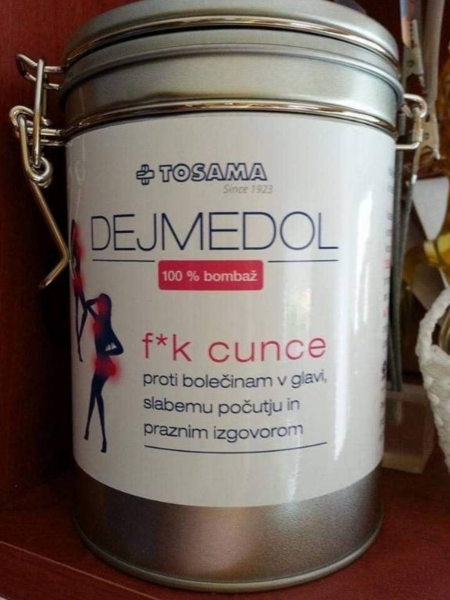 TOSAMA
Since 1923
DEJMEDOL
100 % bombaž
f*k cunce
proti bolečinam v glavi,
slabemu počutju in
praznim izgovorom